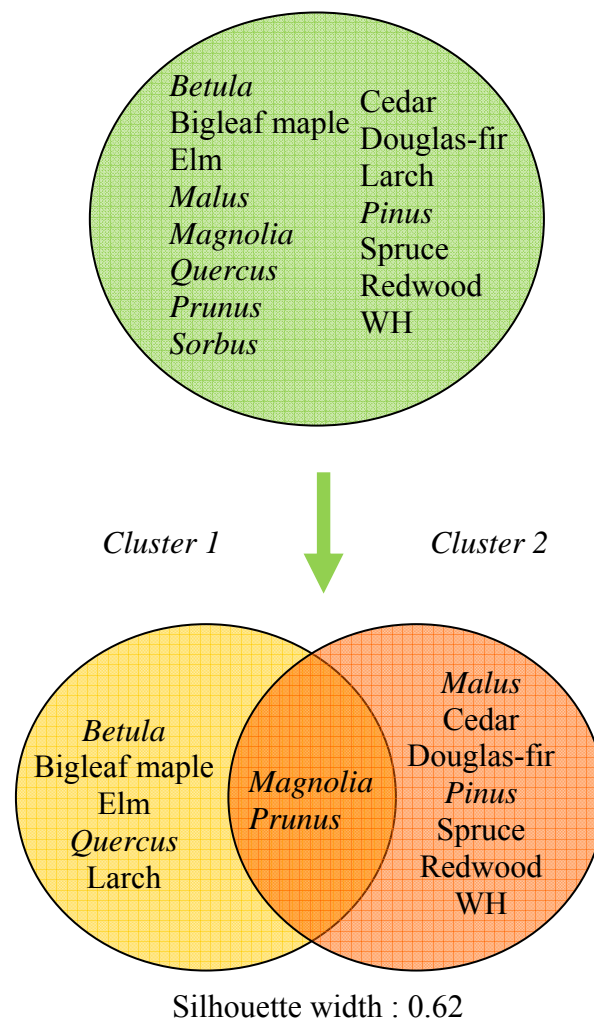 Betula
Bigleaf maple
Elm
Malus
Magnolia
Quercus
Prunus
Sorbus
Cedar
Douglas-fir
Larch
Pinus
Spruce
Redwood
WH
Cluster 1
Cluster 2
Betula
Bigleaf maple
Elm
Quercus
Larch
Magnolia
Prunus
Malus
Cedar
Douglas-fir
Pinus
Spruce
Redwood
WH
Silhouette width : 0.62